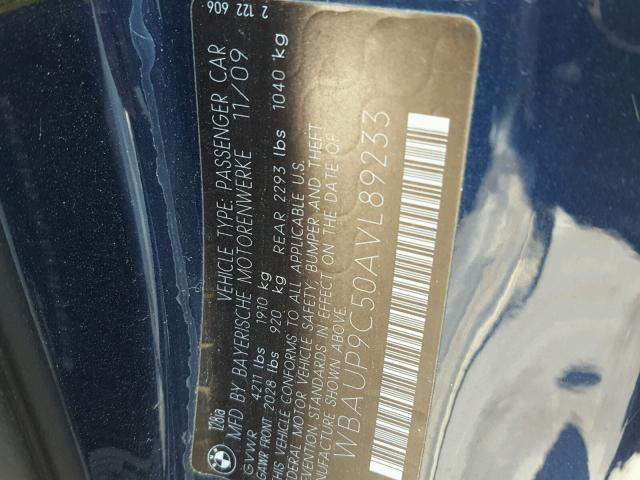 128ia VEHICLE TYPE: PASSENGER CAR 2 122 606
MFD BY BAYERISCHE MOTORENWERKE 11/09
GVWR 4211 lbs 1910 kg
GAWR FRONT 2028 lbs 920 kg REAR 2293 lbs 1040 kg
THIS VEHICLE CONFORMS TO ALL APPLICABLE U.S.
FEDERAL MOTOR VEHICLE SAFETY, BUMPER AND THEFT
PREVENTION STANDARDS IN EFFECT ON THE DATE OF
MANUFACTURE SHOWN ABOVE.
WBAUP9C50AVL89233